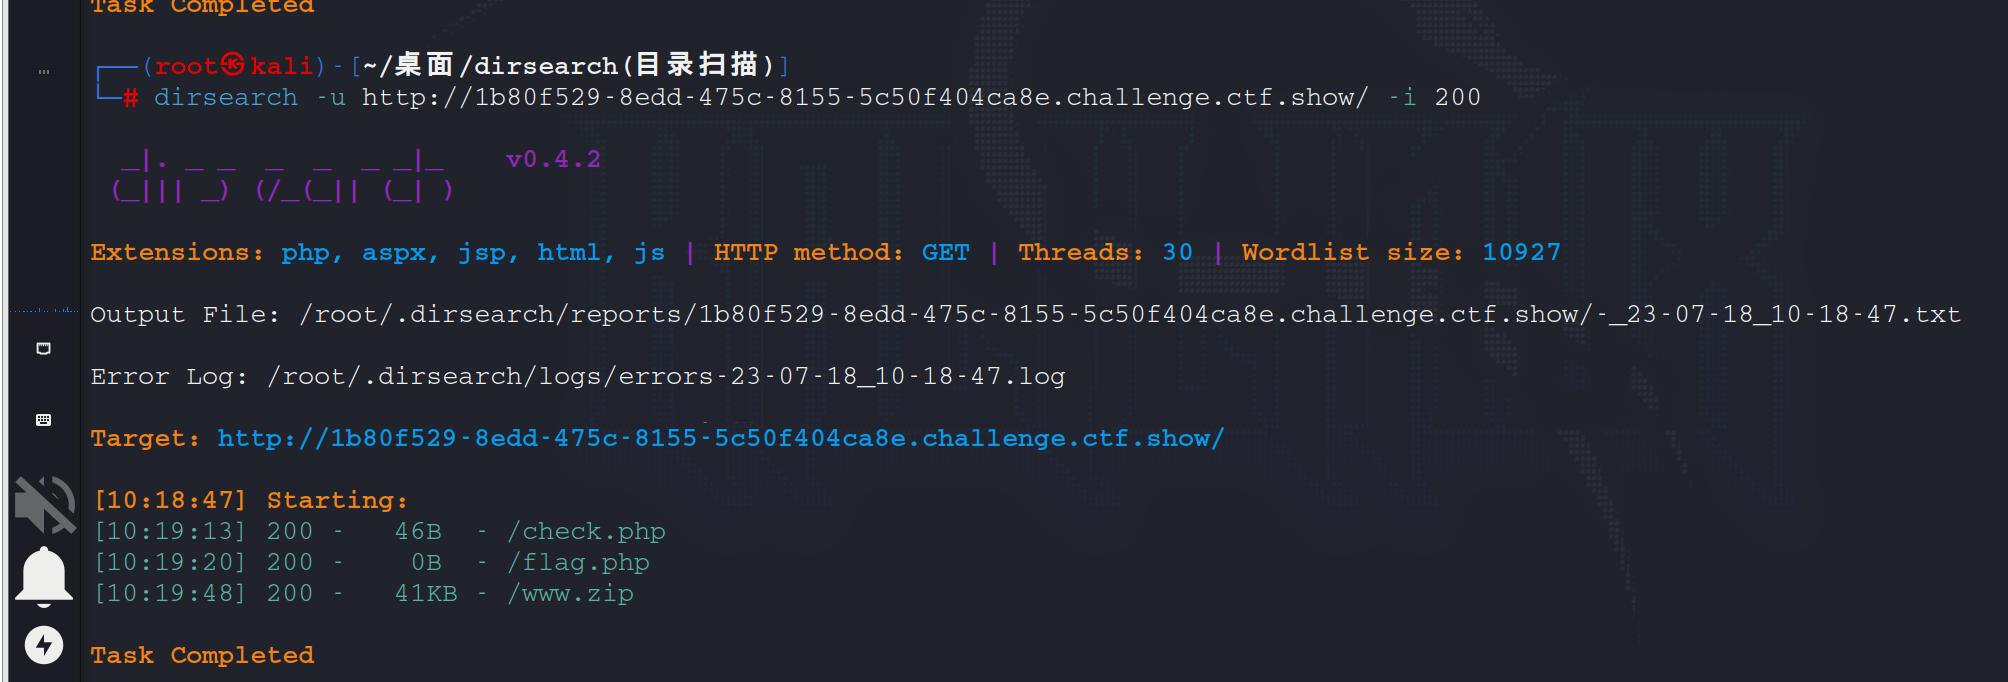 Task Completed
┌──(root㉿kali)-[~/桌面/dirsearch(目录扫描)]
└─# dirsearch -u http://1b80f529-8edd-475c-8155-5c50f404ca8e.challenge.ctf.show/ -i 200
_|. _ _  _  _  _ _|_    v0.4.2
(_||| _) (/_(_|| (_| )
Extensions: php, aspx, jsp, html, js | HTTP method: GET | Threads: 30 | Wordlist size: 10927
Output File: /root/.dirsearch/reports/1b80f529-8edd-475c-8155-5c50f404ca8e.challenge.ctf.show/-_23-07-18_10-18-47.txt
Error Log: /root/.dirsearch/logs/errors-23-07-18_10-18-47.log
Target: http://1b80f529-8edd-475c-8155-5c50f404ca8e.challenge.ctf.show/
[10:18:47] Starting:
[10:19:13] 200 -   46B  - /check.php
[10:19:20] 200 -    0B  - /flag.php
[10:19:48] 200 -   41KB - /www.zip
Task Completed